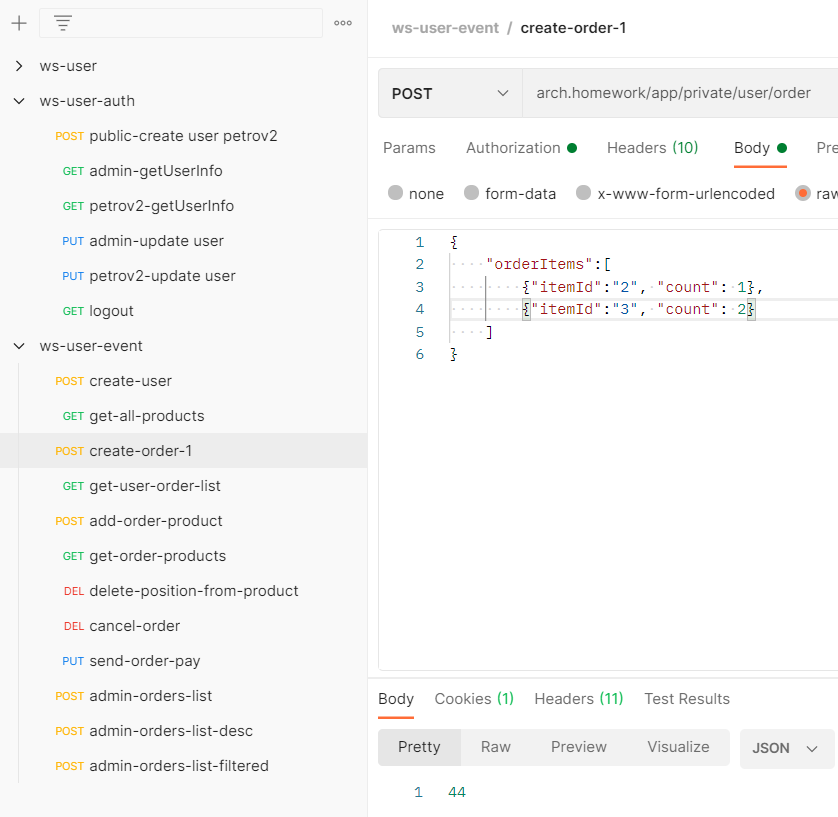 ws-user
ws-user-auth
POST public-create user petrov2
GET admin-getUserInfo
GET petrov2-getUserInfo
PUT admin-update user
PUT petrov2-update user
GET logout
ws-user-event
POST create-user
GET get-all-products
POST create-order-1
GET get-user-order-list
POST add-order-product
GET get-order-products
DEL delete-position-from-product
DEL cancel-order
PUT send-order-pay
POST admin-orders-list
POST admin-orders-list-desc
POST admin-orders-list-filtered
ws-user-event / create-order-1
POST arch.homework/app/private/user/order
Params Authorization Headers (10) Body Pre
none form-data x-www-form-urlencoded raw
1 {
2 "orderItems":[
3 {"itemId":"2", "count": 1},
4 {"itemId":"3", "count": 2}
5 ]
6 }
Body Cookies (1) Headers (11) Test Results
Pretty Raw Preview Visualize JSON
1 44